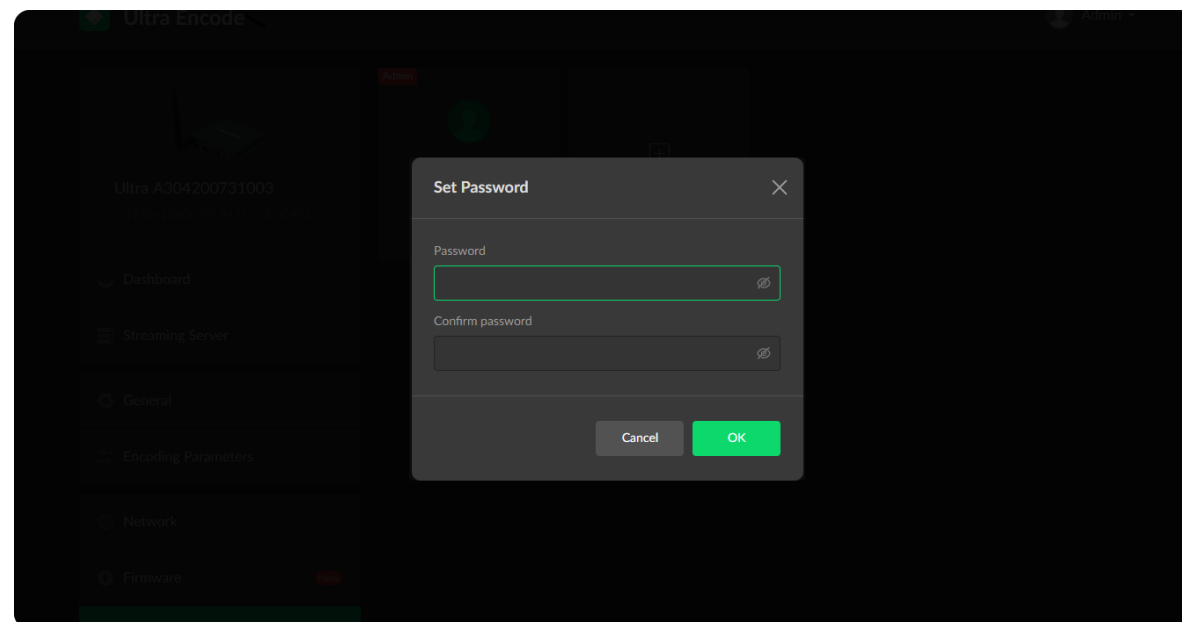 Ultra Encode
Admin
Admin
Ultra A304200731003
Set Password
Password
Confirm password
Cancel
OK
Dashboard
Streaming Server
General
Encoding Parameters
Network
Firmware